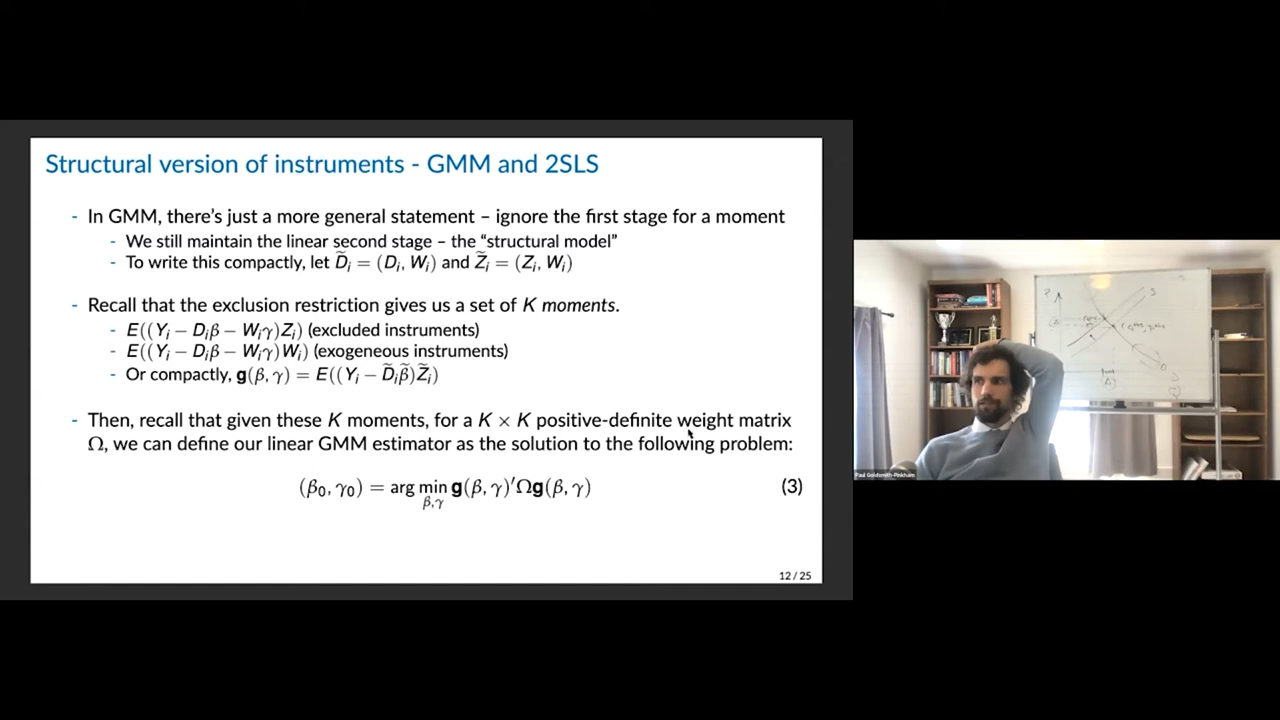 Structural version of instruments - GMM and 2SLS
- In GMM, there's just a more general statement – ignore the first stage for a moment
- We still maintain the linear second stage – the "structural model"
- To write this compactly, let D̃ᵢ = (Dᵢ, Wᵢ) and Z̃ᵢ = (Zᵢ, Wᵢ)
- Recall that the exclusion restriction gives us a set of K moments.
- E((Yᵢ − Dᵢβ − Wᵢγ)Zᵢ) (excluded instruments)
- E((Yᵢ − Dᵢβ − Wᵢγ)Wᵢ) (exogeneous instruments)
- Or compactly, g(β, γ) = E((Yᵢ − D̃ᵢβ̃)Z̃ᵢ)
- Then, recall that given these K moments, for a K × K positive-definite weight matrix
Ω, we can define our linear GMM estimator as the solution to the following problem:
(β₀, γ₀) = arg min g(β, γ)′Ωg(β, γ) (3)
β,γ
12 / 25
Paul Goldsmith-Pinkham
P
S